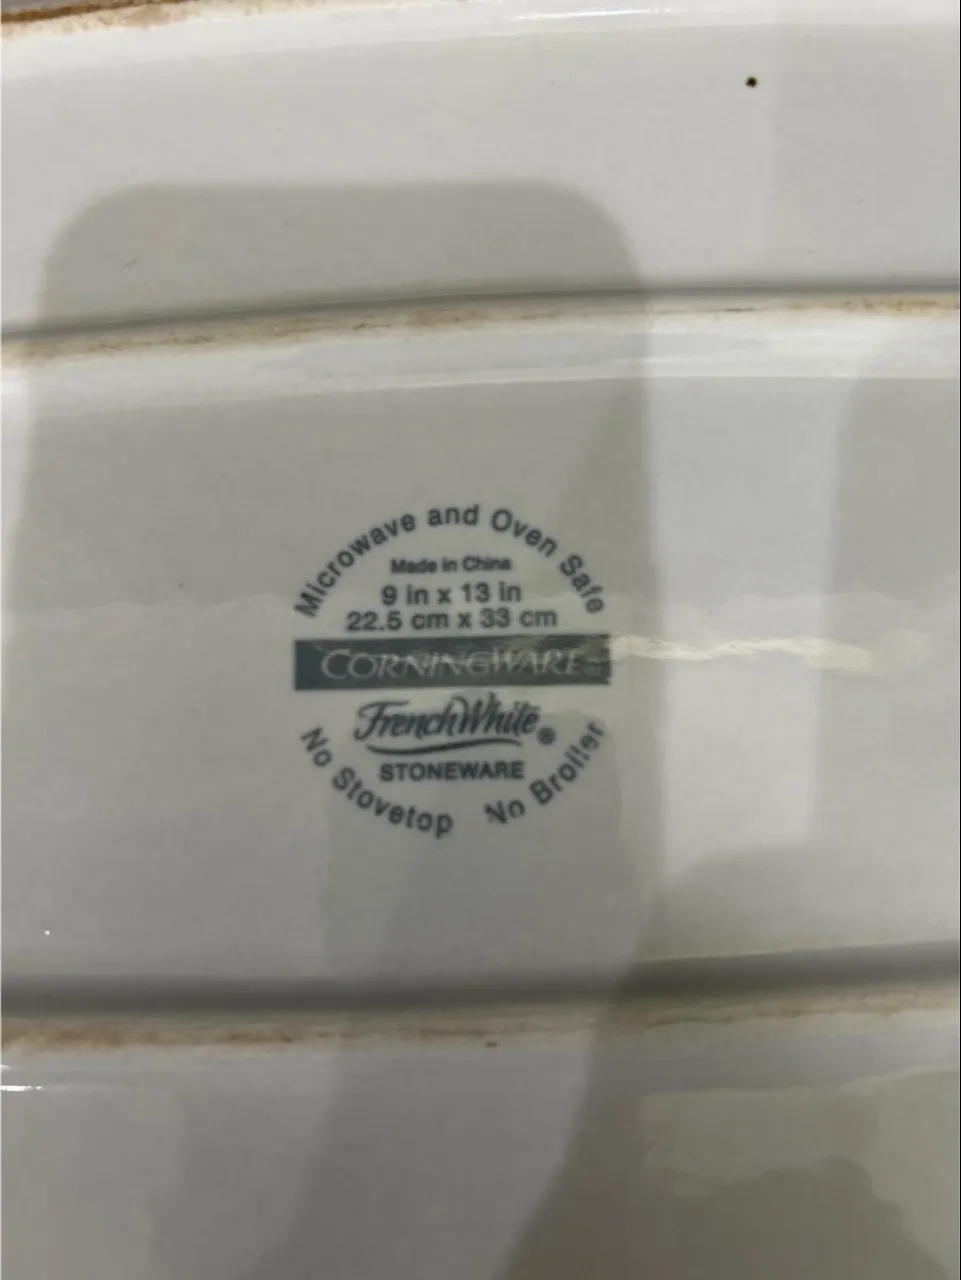 Microwave and Oven Safe
Made in China
9 in x 13 in
22.5 cm x 33 cm
CORNINGWARE®
FrenchWhite®
STONEWARE
No Stovetop No Broiler